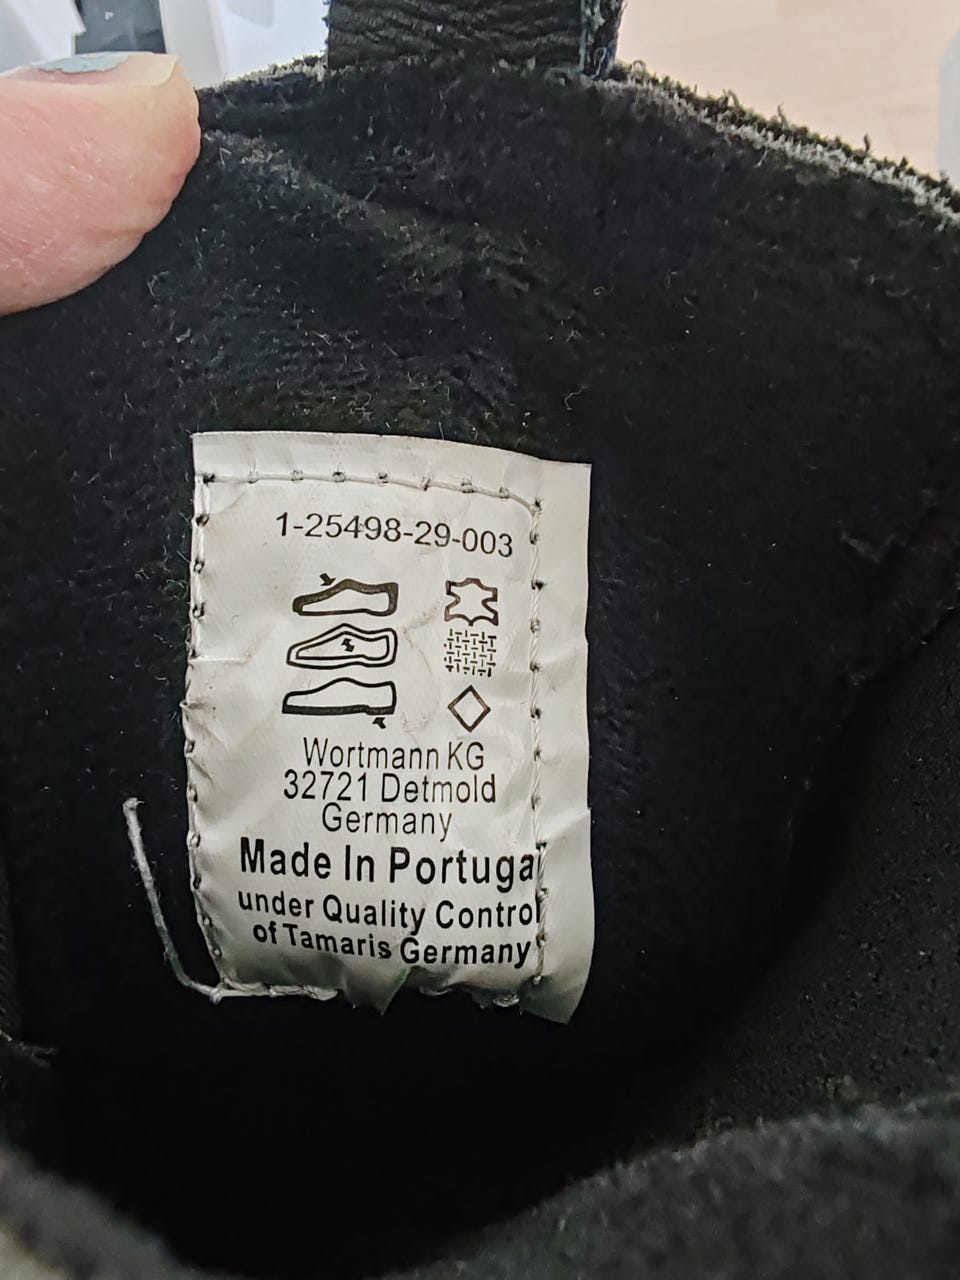 1-25498-29-003
Wortmann KG
32721 Detmold
Germany
Made In Portugal
under Quality Control
of Tamaris Germany